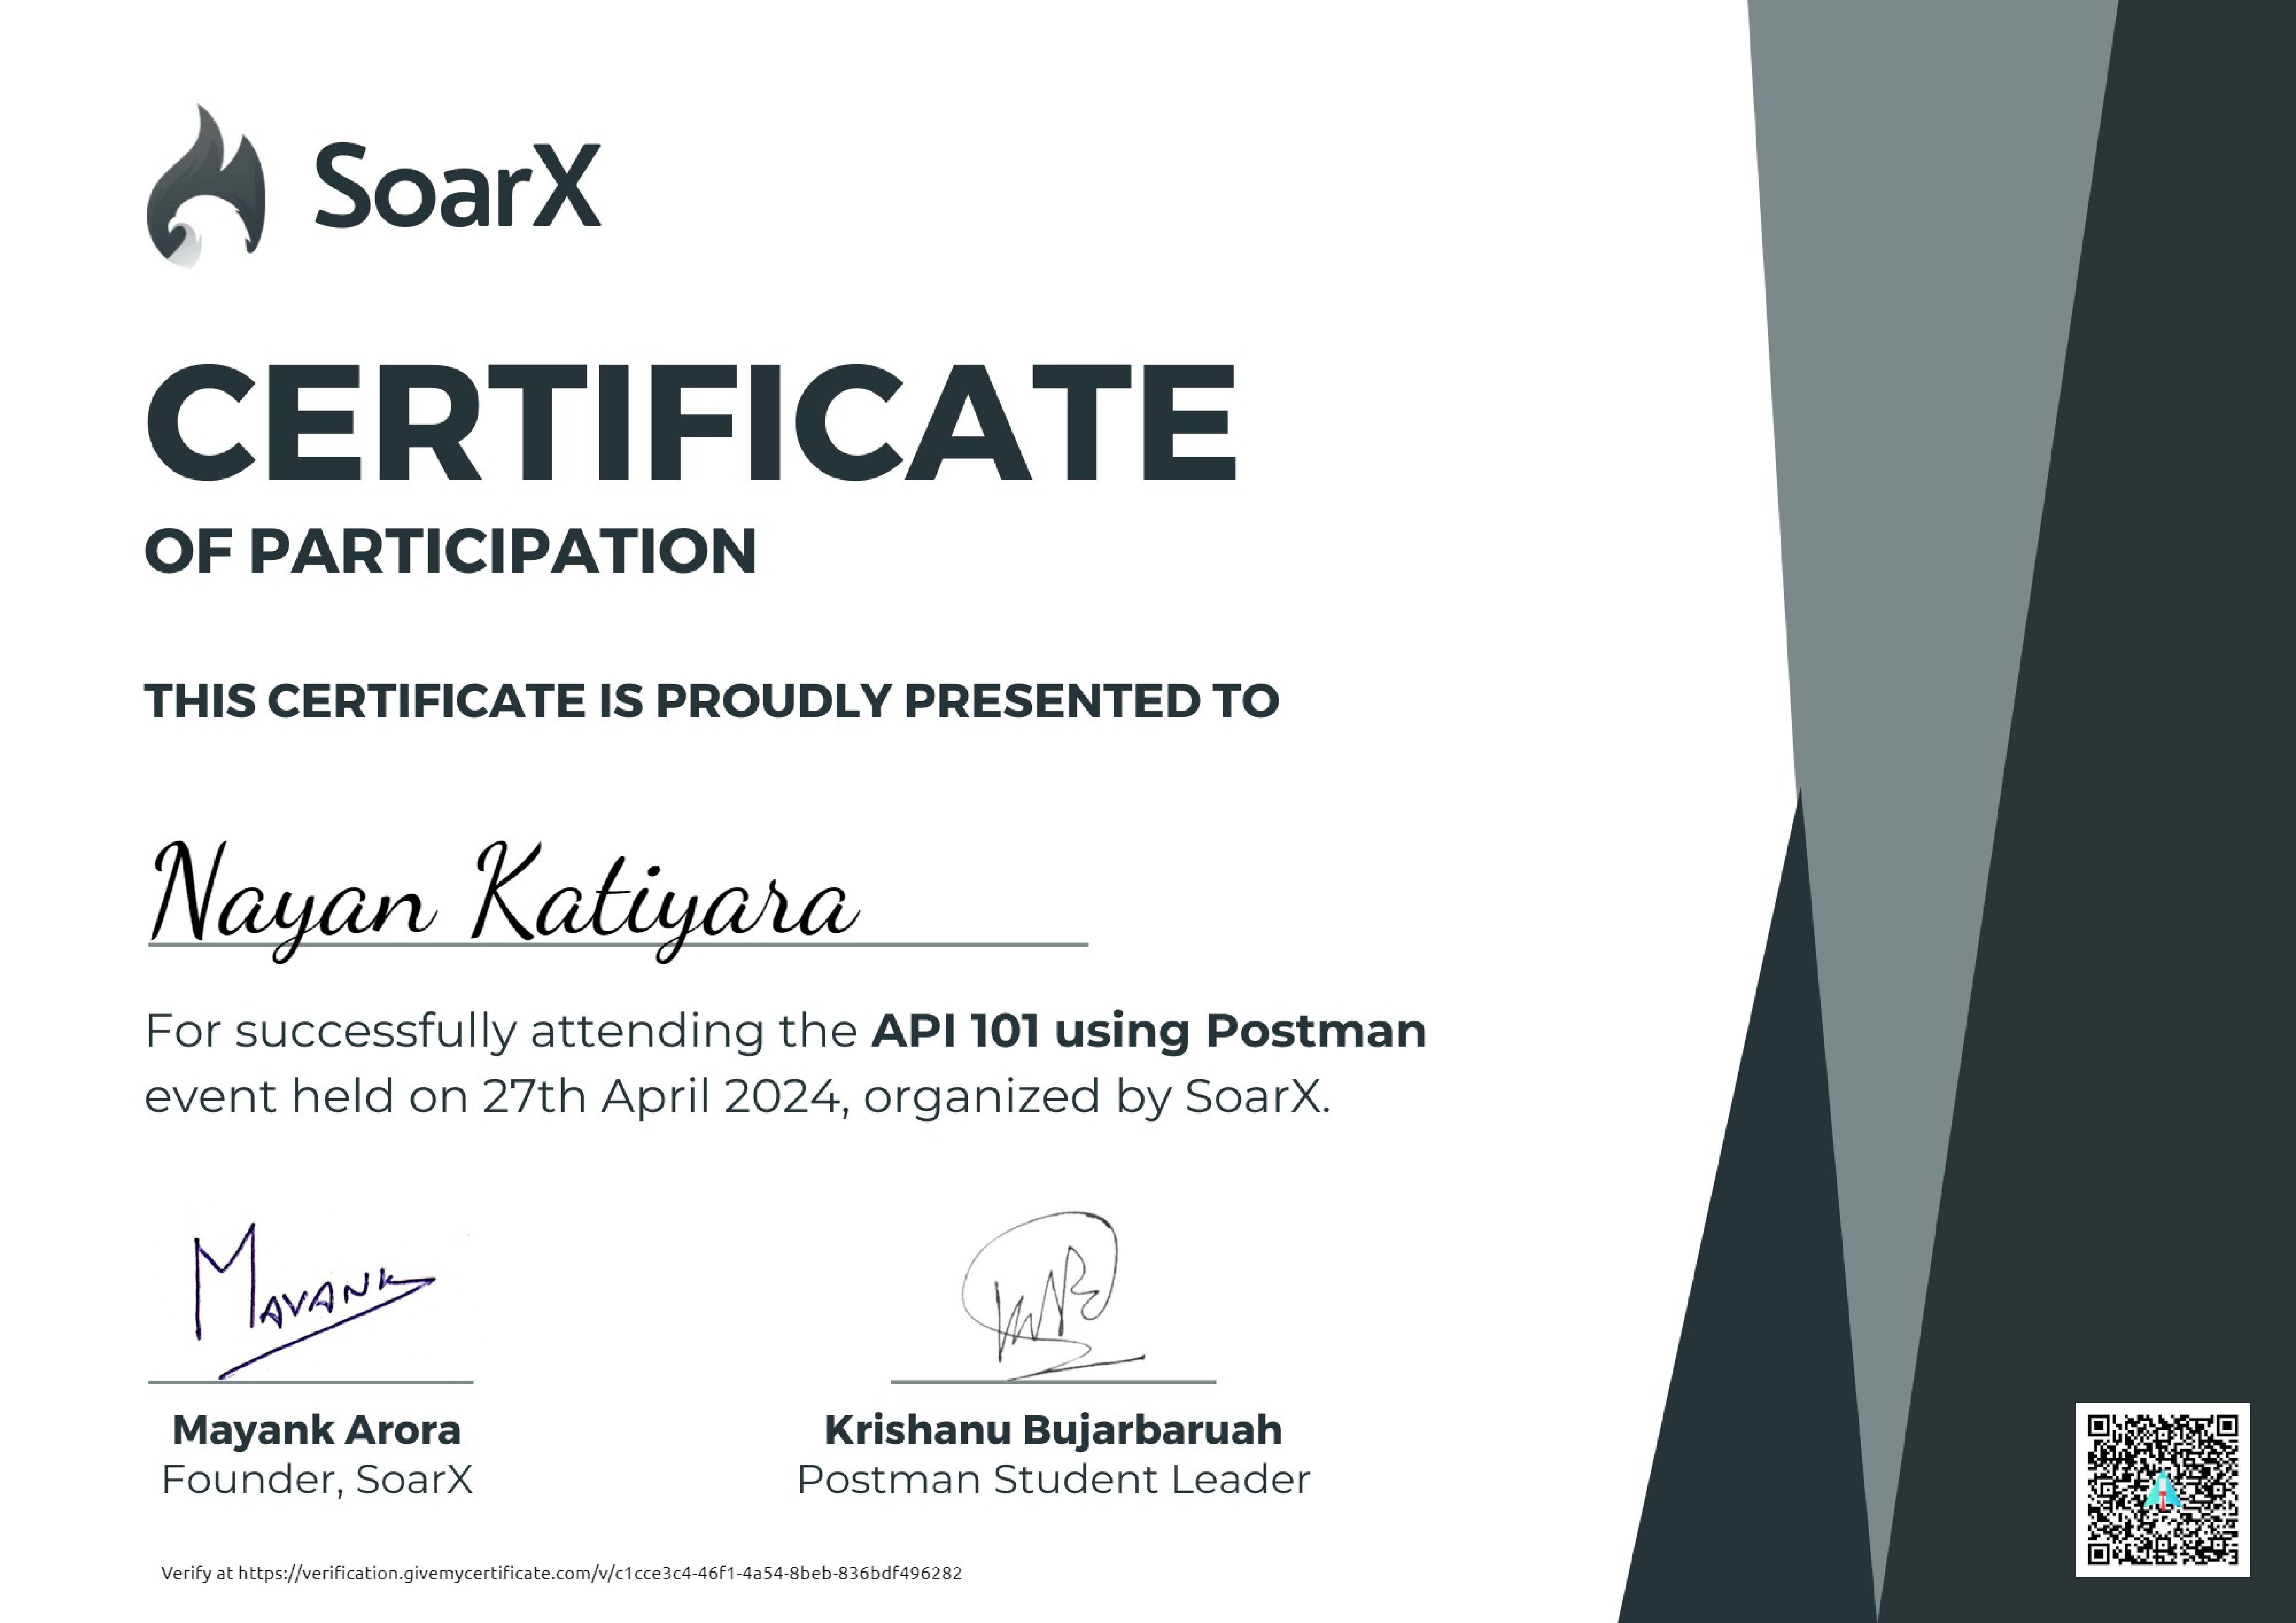 SoarX
CERTIFICATE
OF PARTICIPATION
THIS CERTIFICATE IS PROUDLY PRESENTED TO
Nayan Katiyara
For successfully attending the API 101 using Postman
event held on 27th April 2024, organized by SoarX.
MAYANK
Mayank Arora
Founder, SoarX
Krishanu Bujarbaruah
Postman Student Leader
Verify at https://verification.givemycertificate.com/v/c1cce3c4-46f1-4a54-8beb-836bdf496282